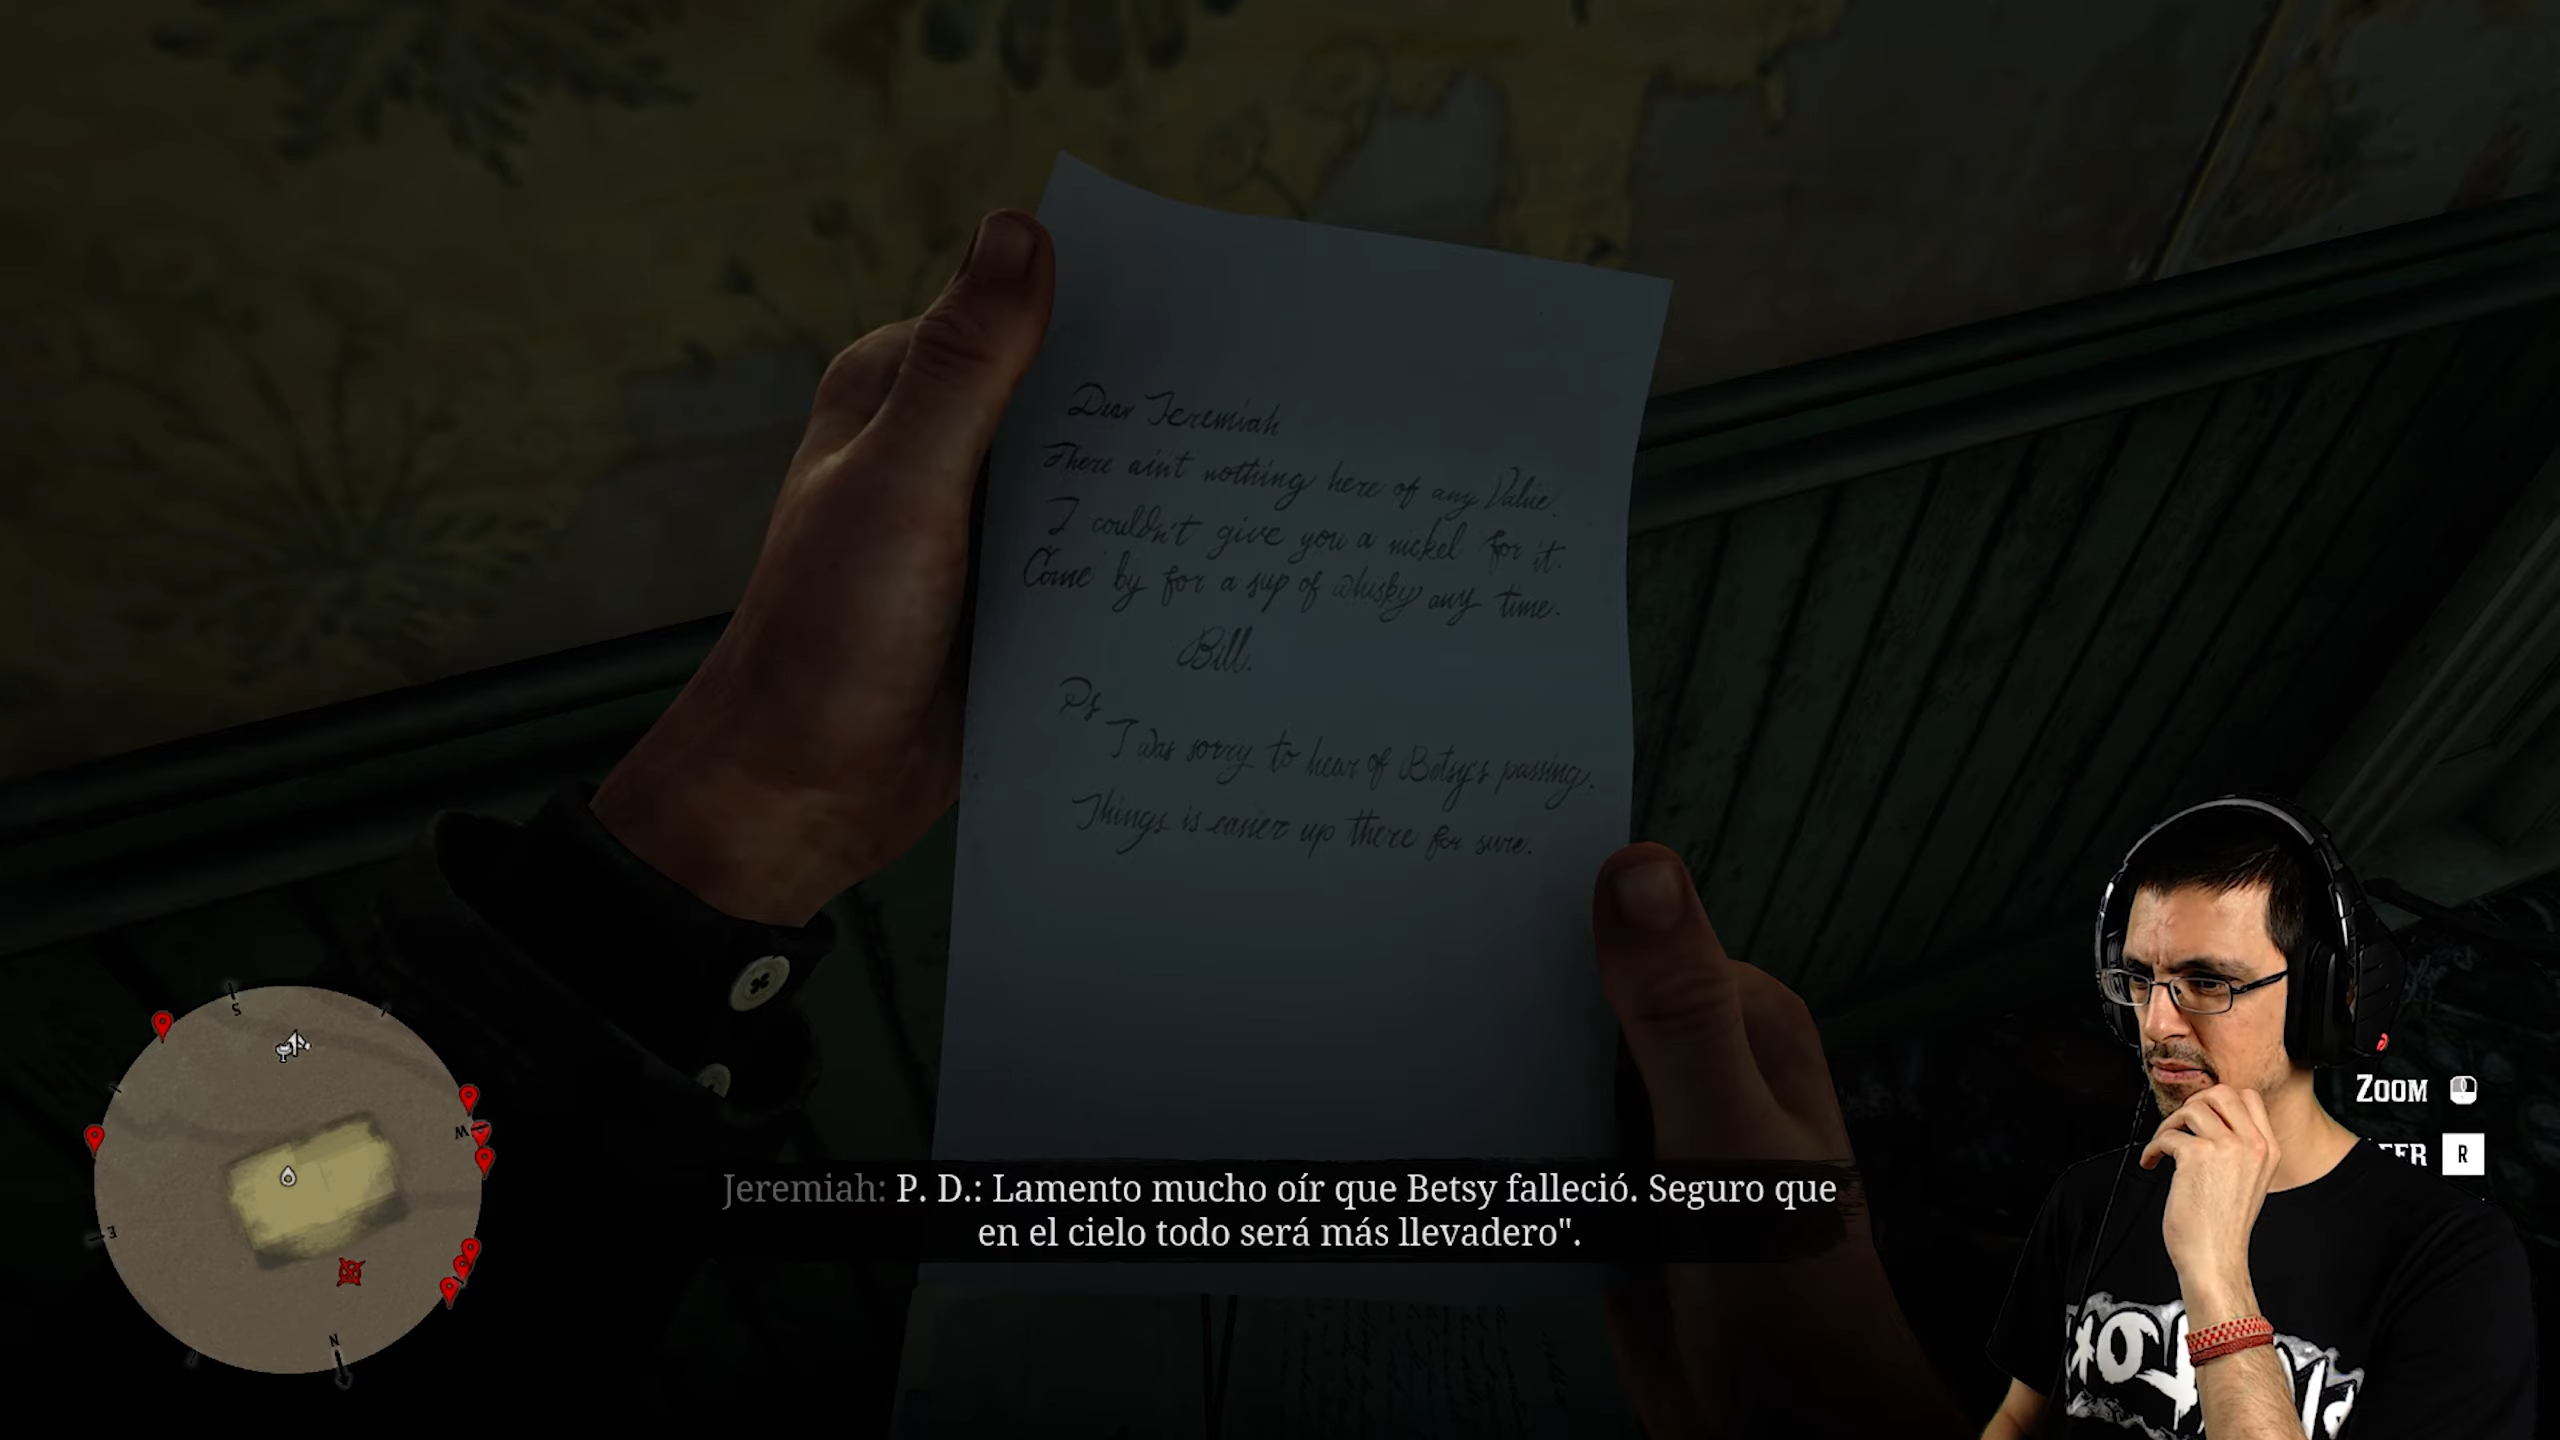 Dear Jeremiah
There ain't nothing here of any Value.
I couldn't give you a nickel for it.
Come by for a sup of whisky any time.
Bill.
Ps
I was sorry to hear of Betsy's passing.
Things is easier up there for sure.
S
W
E
N
ZOOM
R
Jeremiah: P. D.: Lamento mucho oír que Betsy falleció. Seguro que
en el cielo todo será más llevadero".